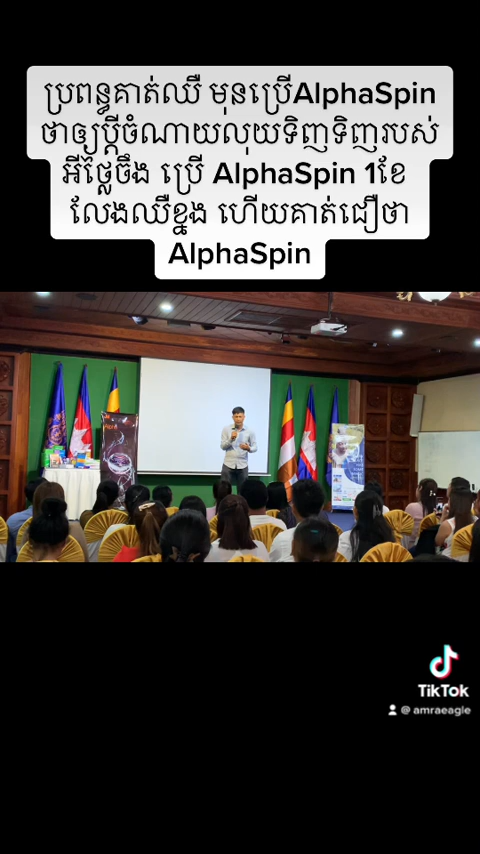 ប្រពន្ធគាត់ឈឺ មុនប្រើAlphaSpin
ថាឲ្យប្ដីចំណាយលុយទិញទិញរបស់
អីថ្លៃចឹង ប្រើ AlphaSpin 1ខែ
លែងឈឺខ្នង ហើយគាត់ជឿថា
AlphaSpin
TikTok
@ amraeagle